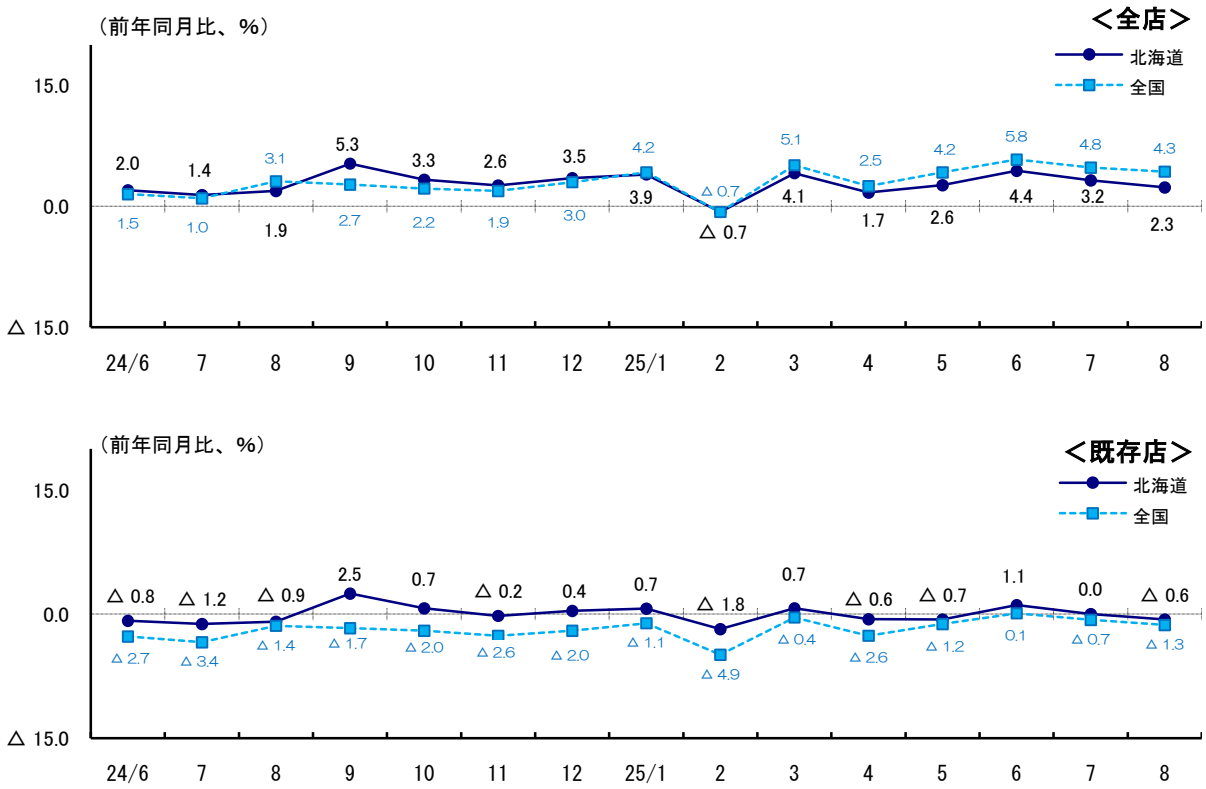 （前年同月比、％）
＜全店＞
北海道
全国
15.0
0.0
△ 15.0
2.0 1.4 3.1 5.3 3.3 2.6 3.5 4.2 △ 0.7 5.1 2.5 4.2 5.8 4.8 4.3
1.5 1.0 1.9 2.7 2.2 1.9 3.0 3.9 △ 0.7 4.1 1.7 2.6 4.4 3.2 2.3
24/6 7 8 9 10 11 12 25/1 2 3 4 5 6 7 8
（前年同月比、％）
＜既存店＞
北海道
全国
15.0
0.0
△ 15.0
△ 0.8 △ 1.2 △ 0.9 2.5 0.7 △ 0.2 0.4 0.7 △ 1.8 0.7 △ 0.6 △ 0.7 1.1 0.0 △ 0.6
△ 2.7 △ 3.4 △ 1.4 △ 1.7 △ 2.0 △ 2.6 △ 2.0 △ 1.1 △ 4.9 △ 0.4 △ 2.6 △ 1.2 0.1 △ 0.7 △ 1.3
24/6 7 8 9 10 11 12 25/1 2 3 4 5 6 7 8